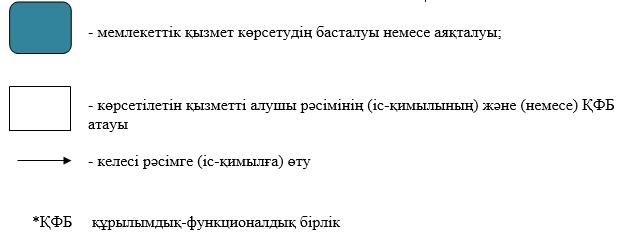 - мемлекеттік қызмет көрсетудің басталуы немесе аяқталуы;
- көрсетілетін қызметті алушы рәсімінің (іс-қимылының) және (немесе) ҚФБ
атауы
- келесі рәсімге (іс-қимылға) өту
*ҚФБ құрылымдық-функционалдық бірлік